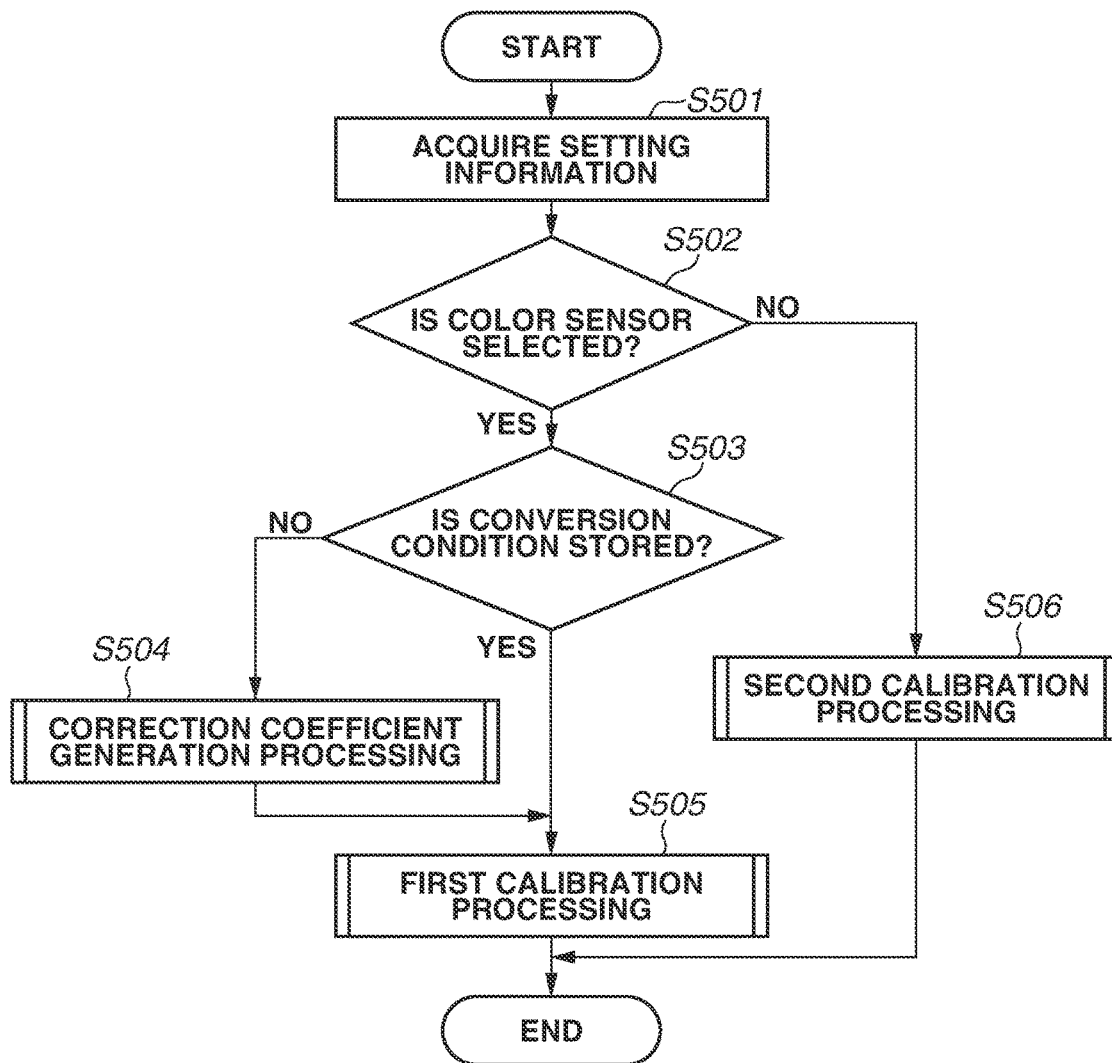 START
S501
ACQUIRE SETTING
INFORMATION
S502
IS COLOR SENSOR
SELECTED?
NO
YES
S503
IS CONVERSION
CONDITION STORED?
NO
YES
S504
CORRECTION COEFFICIENT
GENERATION PROCESSING
S506
SECOND CALIBRATION
PROCESSING
S505
FIRST CALIBRATION
PROCESSING
END